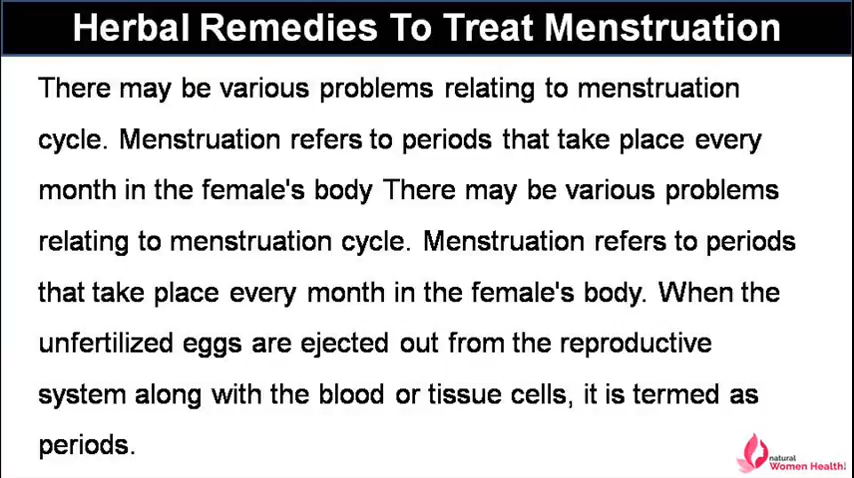 Herbal Remedies To Treat Menstruation
There may be various problems relating to menstruation
cycle. Menstruation refers to periods that take place every
month in the female's body There may be various problems
relating to menstruation cycle. Menstruation refers to periods
that take place every month in the female's body. When the
unfertilized eggs are ejected out from the reproductive
system along with the blood or tissue cells, it is termed as
periods.
natural
Women Health!